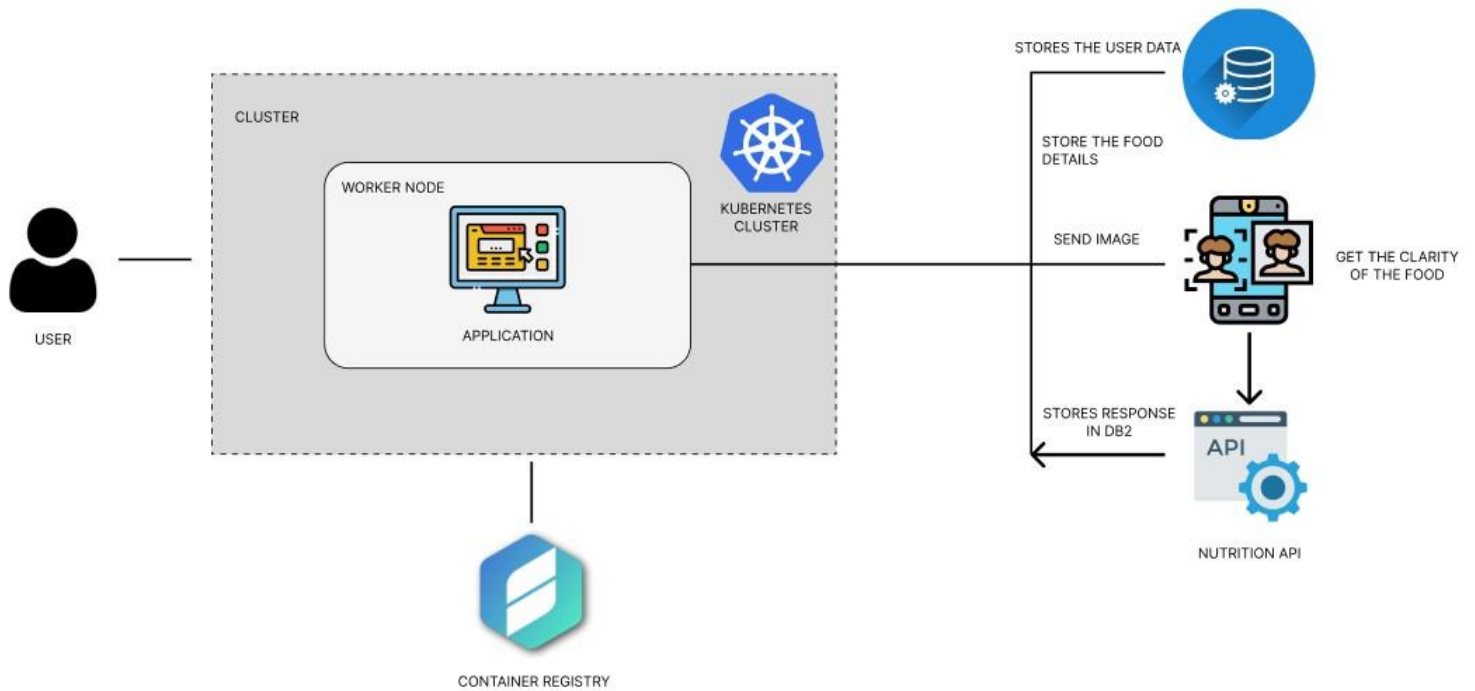 STORES THE USER DATA
CLUSTER
STORE THE FOOD
DETAILS
WORKER NODE
KUBERNETES
CLUSTER
SEND IMAGE
GET THE CLARITY
OF THE FOOD
USER
APPLICATION
STORES RESPONSE
IN DB2
API
NUTRITION API
CONTAINER REGISTRY